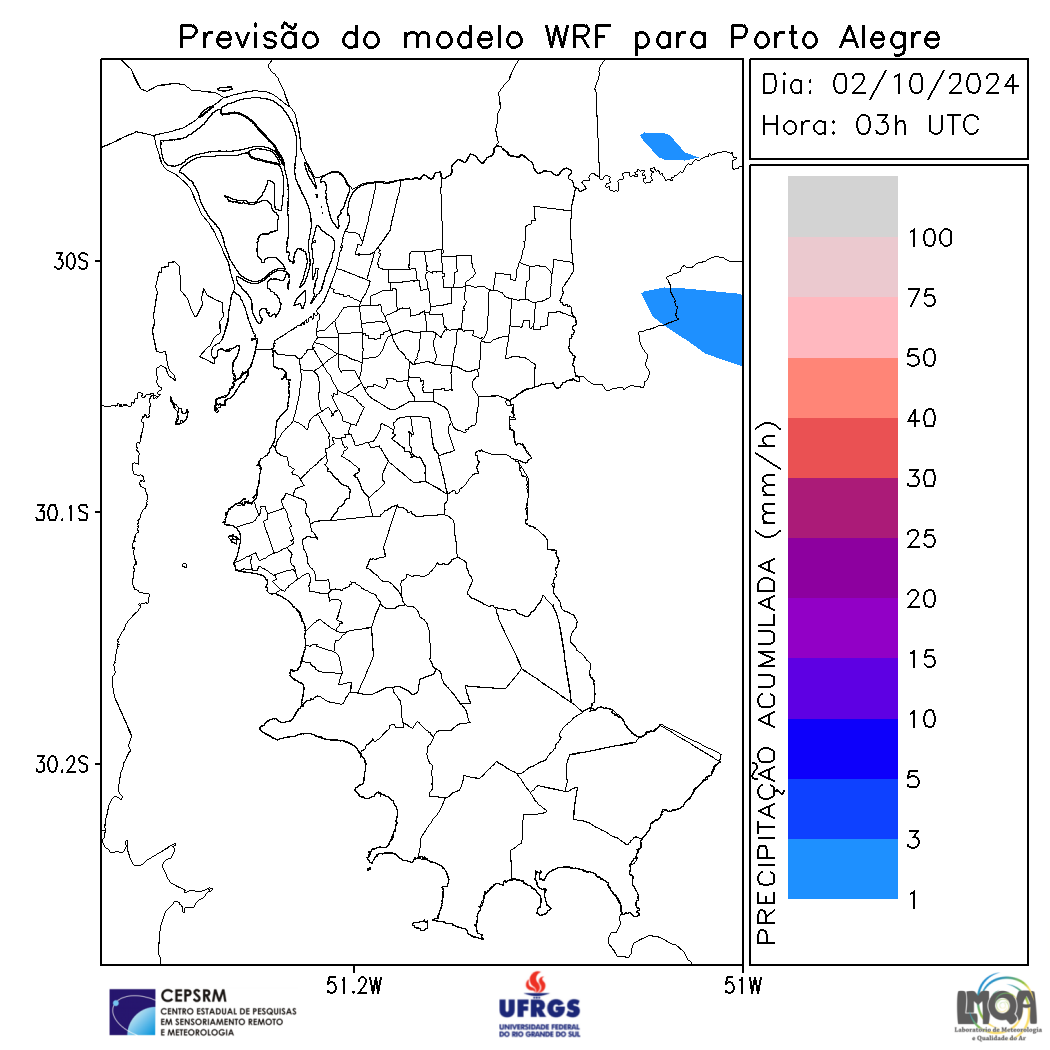 Previsão do modelo WRF para Porto Alegre
Dia: 02/10/2024
Hora: 03h UTC
30S
30.1S
30.2S
51.2W
51W
PRECIPITAÇÃO ACUMULADA (mm/h)
100
75
50
40
30
25
20
15
10
5
3
1
CEPSRM
CENTRO ESTADUAL DE PESQUISAS
EM SENSORIAMENTO REMOTO
E METEOROLOGIA
UFRGS
UNIVERSIDADE FEDERAL
DO RIO GRANDE DO SUL
LMQA
Laboratório de Meteorologia
e Qualidade do Ar